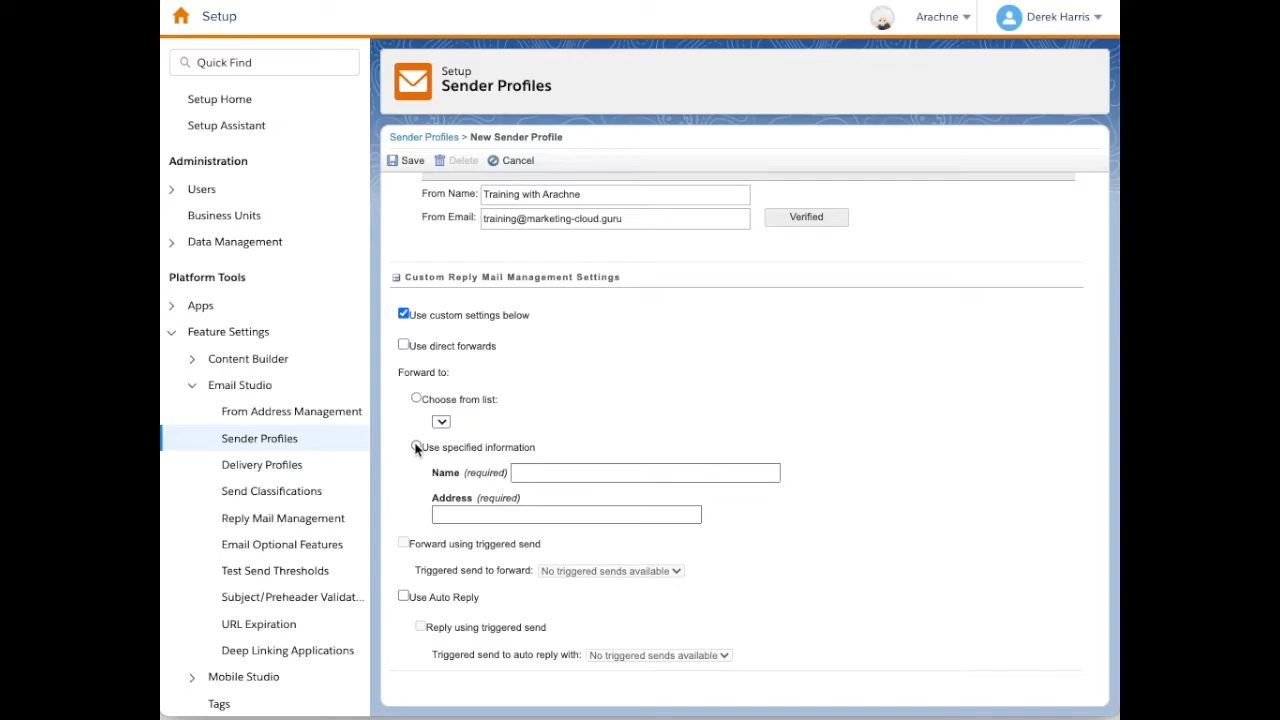 Setup
Arachne
Derek Harris
Quick Find
Setup Home
Setup Assistant
Administration
Users
Business Units
Data Management
Platform Tools
Apps
Feature Settings
Content Builder
Email Studio
From Address Management
Sender Profiles
Delivery Profiles
Send Classifications
Reply Mail Management
Email Optional Features
Test Send Thresholds
Subject/Preheader Validat...
URL Expiration
Deep Linking Applications
Mobile Studio
Tags
Setup
Sender Profiles
Sender Profiles > New Sender Profile
Save Delete Cancel
From Name: Training with Arachne
From Email: training@marketing-cloud.guru Verified
Custom Reply Mail Management Settings
Use custom settings below
Use direct forwards
Forward to:
Choose from list:
Use specified information
Name (required)
Address (required)
Forward using triggered send
Triggered send to forward: No triggered sends available
Use Auto Reply
Reply using triggered send
Triggered send to auto reply with: No triggered sends available